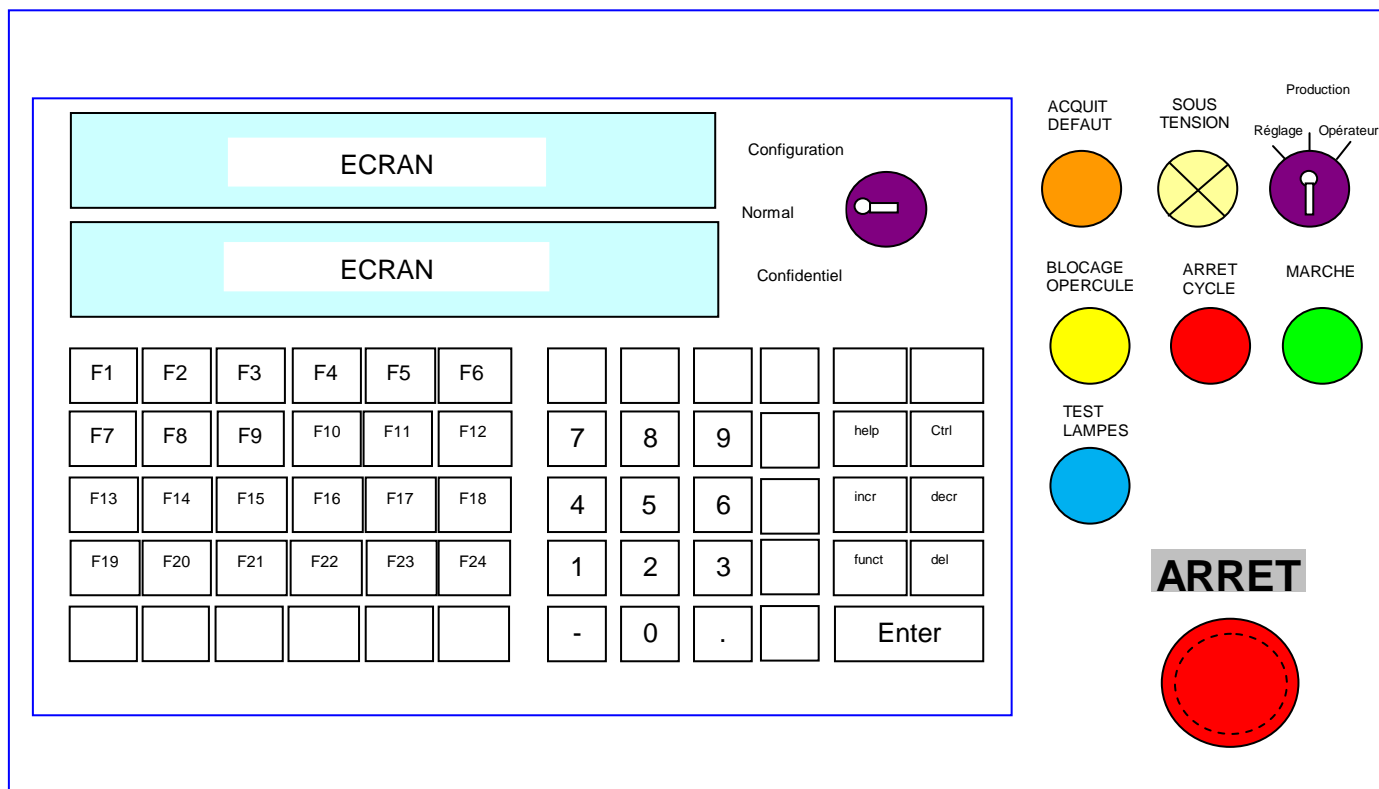 ECRAN
ECRAN
Configuration
Normal
Confidentiel
F1 F2 F3 F4 F5 F6
F7 F8 F9 F10 F11 F12 7 8 9 help Ctrl
F13 F14 F15 F16 F17 F18 4 5 6 incr decr
F19 F20 F21 F22 F23 F24 1 2 3 funct del
- 0 . Enter
ACQUIT
DEFAUT
SOUS
TENSION
Production
Réglage Opérateur
BLOCAGE
OPERCULE
ARRET
CYCLE
MARCHE
TEST
LAMPES
ARRET